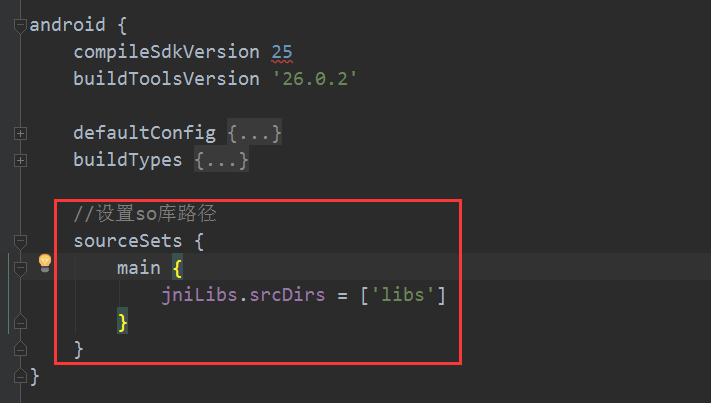 android {
compileSdkVersion 25
buildToolsVersion '26.0.2'
defaultConfig {...}
buildTypes {...}
//设置so库路径
sourceSets {
main {
jniLibs.srcDirs = ['libs']
}
}
}